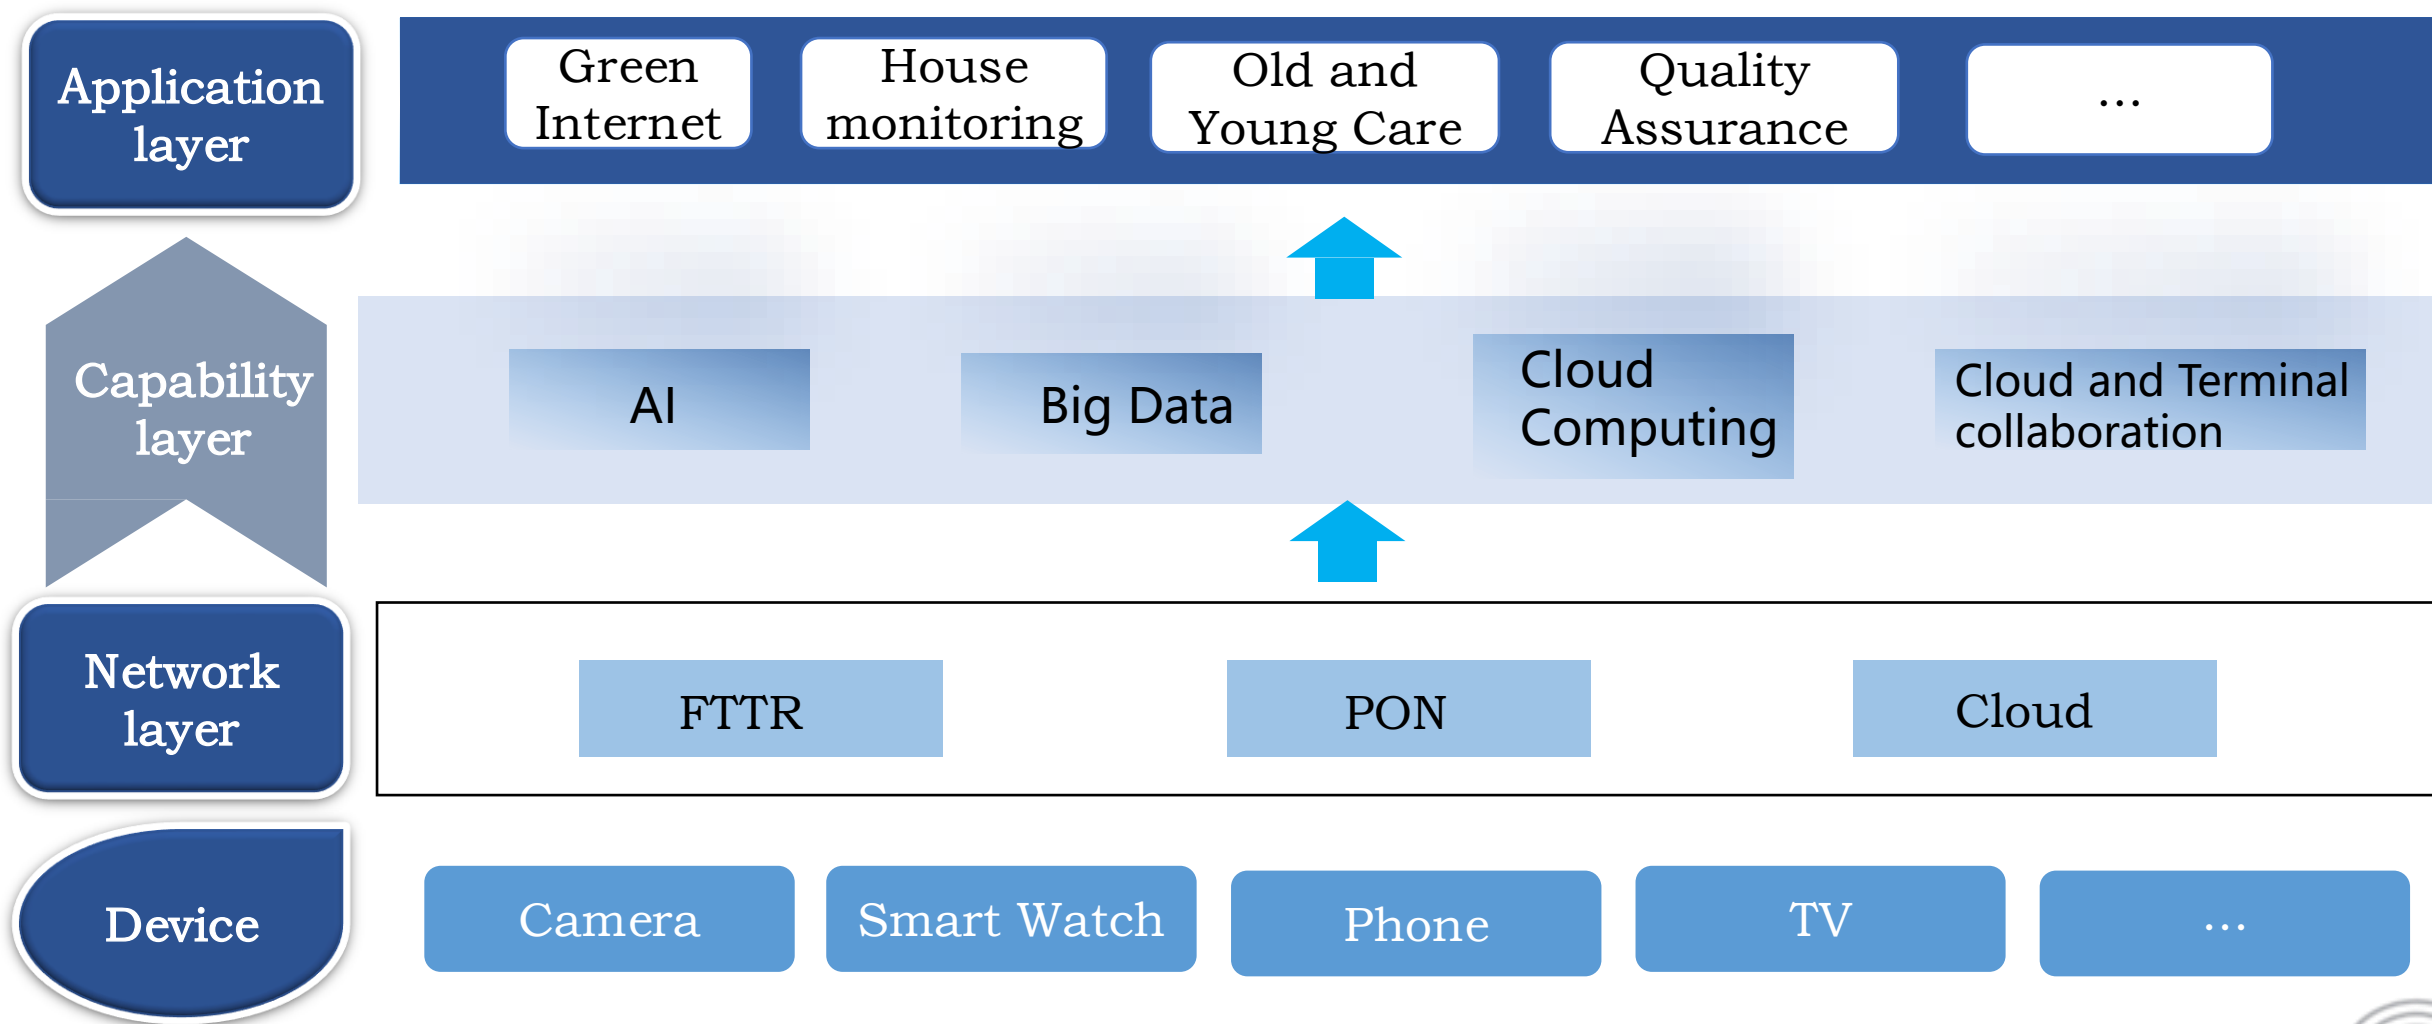 Application
layer
Green
Internet
House
monitoring
Old and
Young Care
Quality
Assurance
...
Capability
layer
AI
Big Data
Cloud
Computing
Cloud and Terminal
collaboration
Network
layer
FTTR
PON
Cloud
Device
Camera
Smart Watch
Phone
TV
...